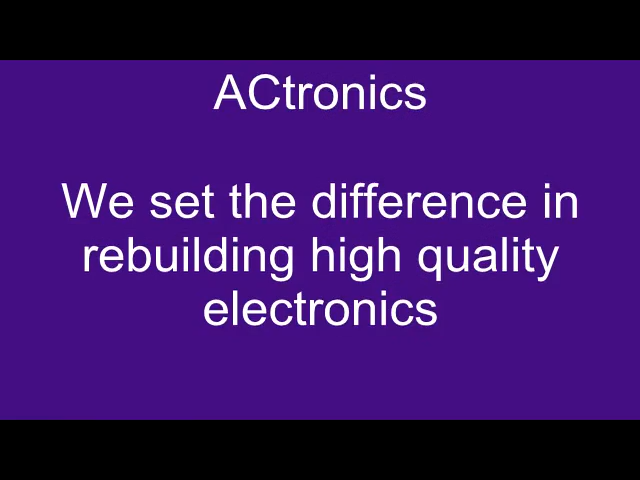 ACtronics
We set the difference in
rebuilding high quality
electronics